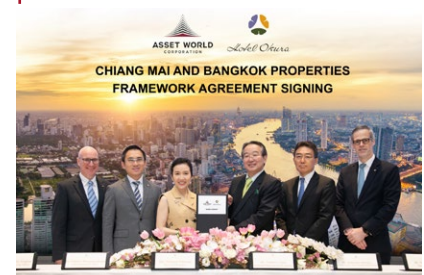 ASSET WORLD
CORPORATION
Hotel Okura
CHIANG MAI AND BANGKOK PROPERTIES
FRAMEWORK AGREEMENT SIGNING